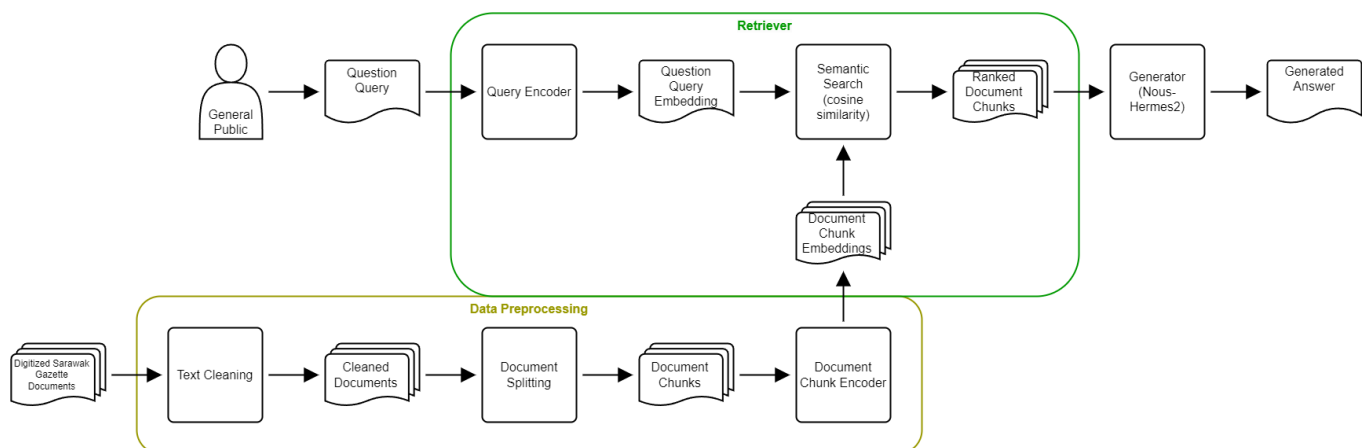 Retriever
General
Public
Question
Query
Query Encoder
Question
Query
Embedding
Semantic
Search
(cosine
similarity)
Ranked
Document
Chunks
Generator
(Nous-
Hermes2)
Generated
Answer
Document
Chunk
Embeddings
Data Preprocessing
Digitized Sarawak
Gazette
Documents
Text Cleaning
Cleaned
Documents
Document
Splitting
Document
Chunks
Document
Chunk Encoder